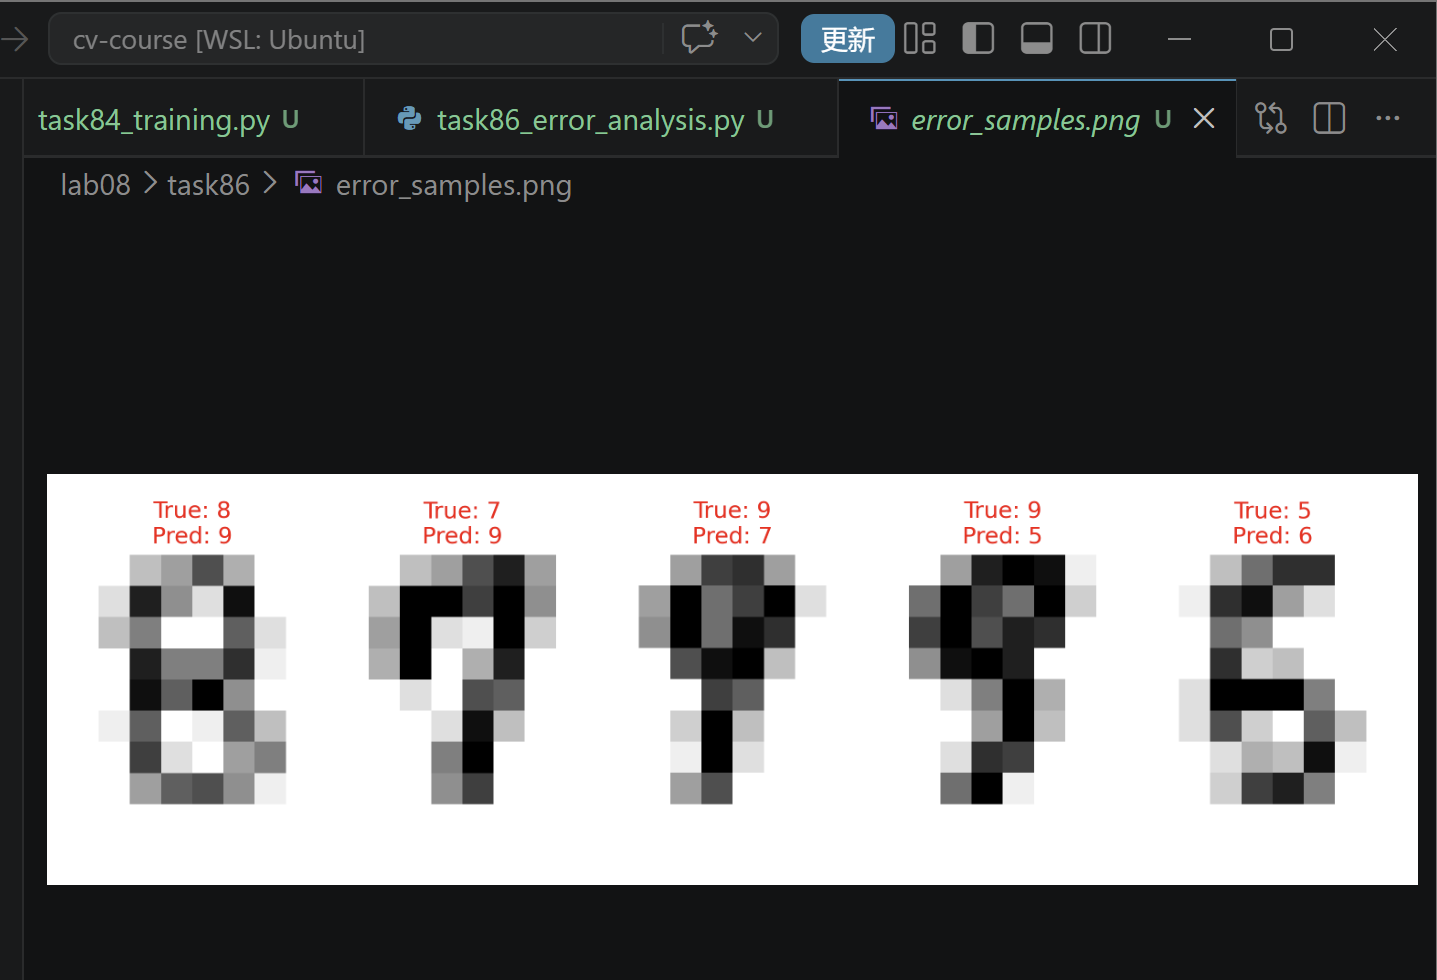 cv-course [WSL: Ubuntu]
更新
task84_training.py U
task86_error_analysis.py U
error_samples.png U
lab08 > task86 > error_samples.png
True: 8
Pred: 9
True: 7
Pred: 9
True: 9
Pred: 7
True: 9
Pred: 5
True: 5
Pred: 6